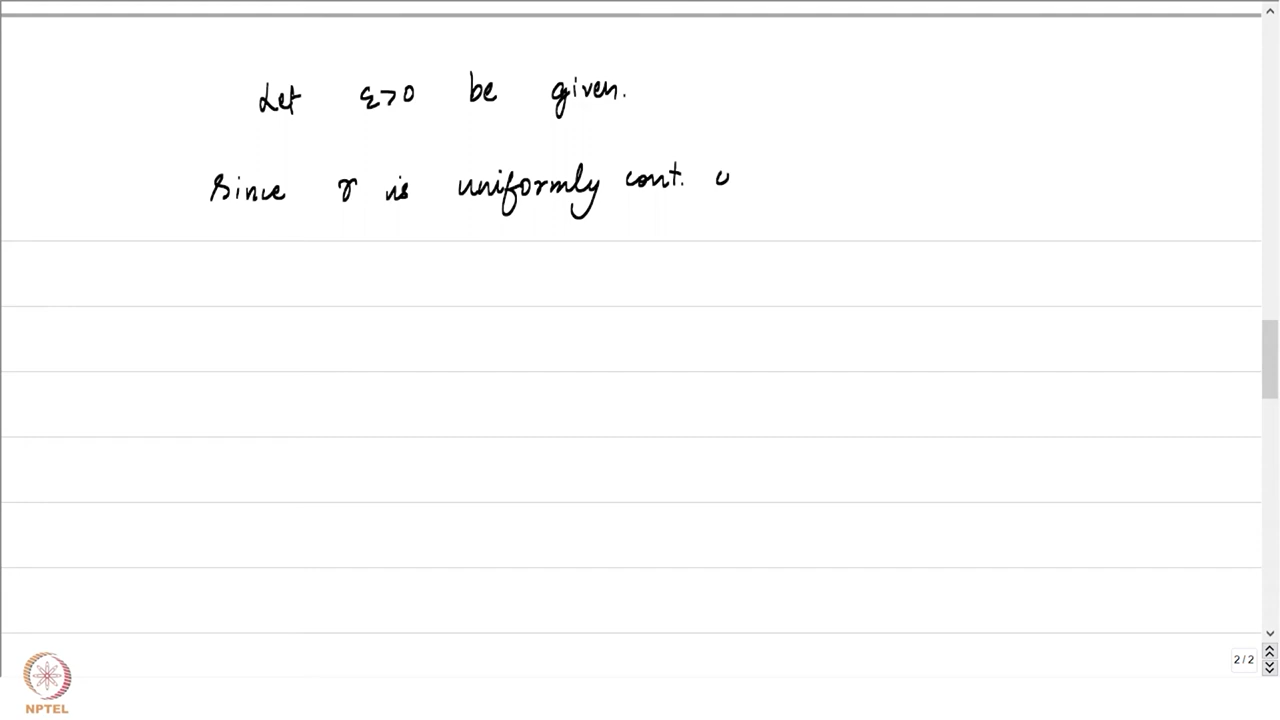 Let ε>0 be given.
Since γ is uniformly cont. o
2 / 2
NPTEL